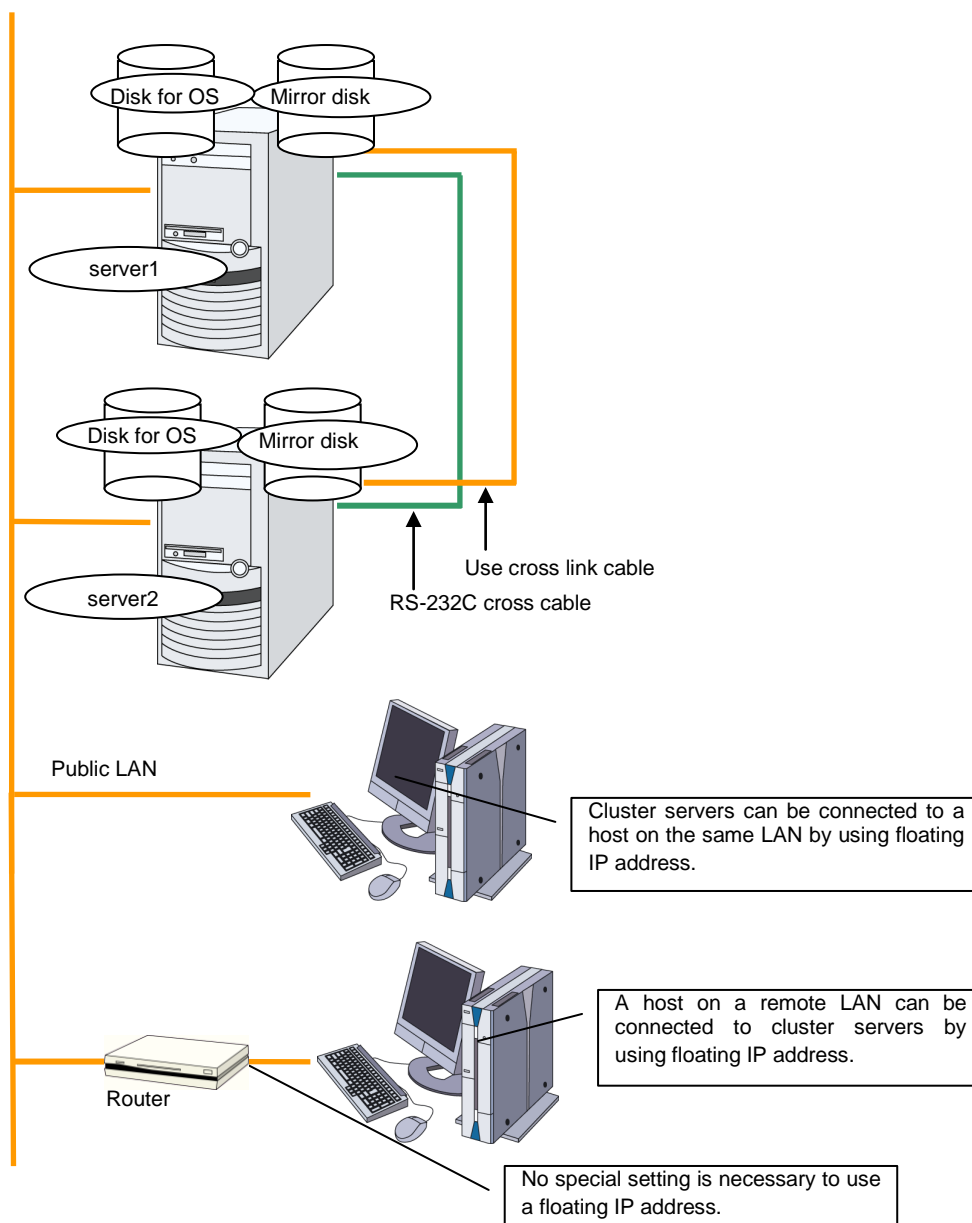 Disk for OS
Mirror disk
server1
Disk for OS
Mirror disk
Use cross link cable
server2
RS-232C cross cable
Public LAN
Cluster servers can be connected to a
host on the same LAN by using floating
IP address.
A host on a remote LAN can be
connected to cluster servers by
using floating IP address.
Router
No special setting is necessary to use
a floating IP address.